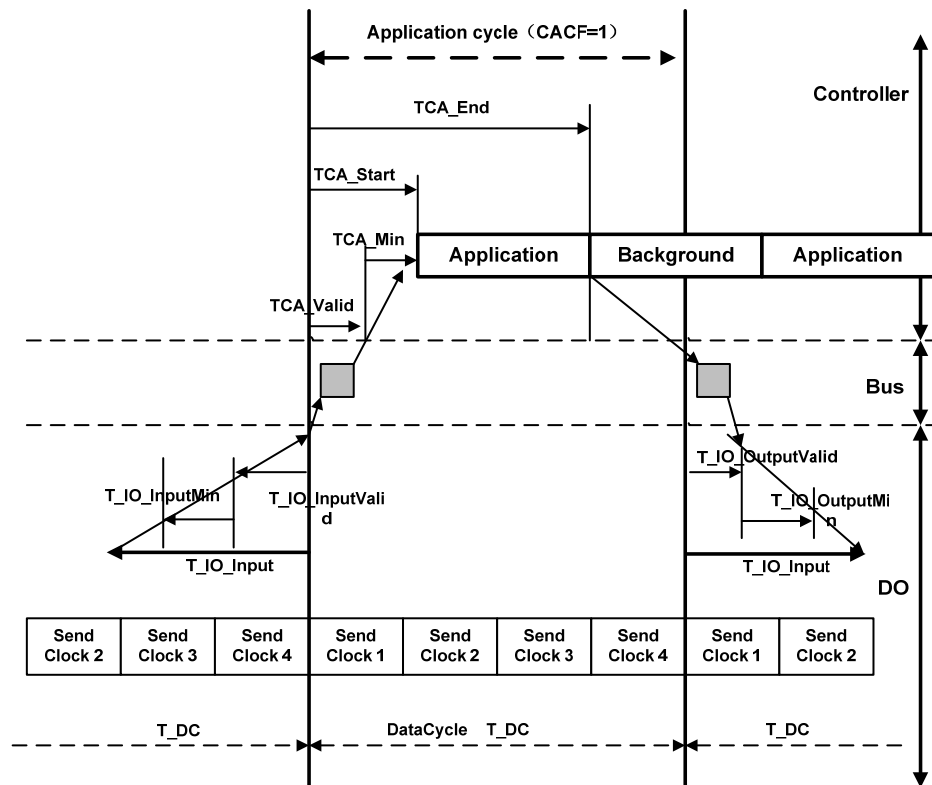 Application cycle（CACF=1）
Controller
TCA_End
TCA_Start
TCA_Min
Application
Background
Application
TCA_Valid
Bus
T_IO_OutputValid
T_IO_InputMin
T_IO_InputVali
d
T_IO_OutputMi
n
T_IO_Input
T_IO_Input
DO
Send
Clock 2
Send
Clock 3
Send
Clock 4
Send
Clock 1
Send
Clock 2
Send
Clock 3
Send
Clock 4
Send
Clock 1
Send
Clock 2
T_DC
DataCycle T_DC
T_DC